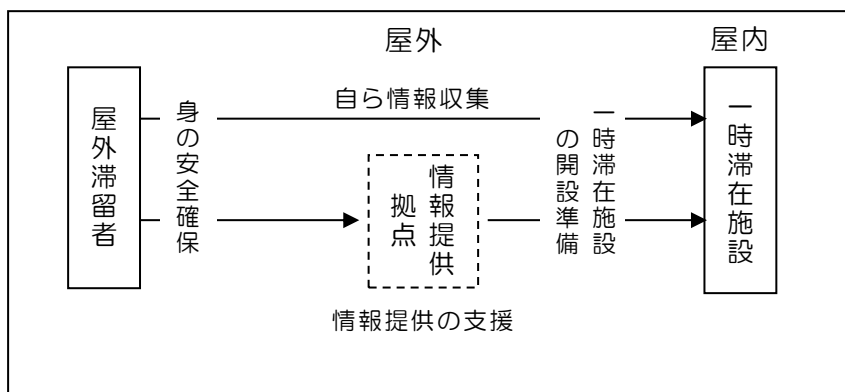 屋外
屋内
屋外滞留者
身の安全確保
自ら情報収集
情報提供
拠点
一時滞在施設
の開設準備
一時滞在施設
情報提供の支援